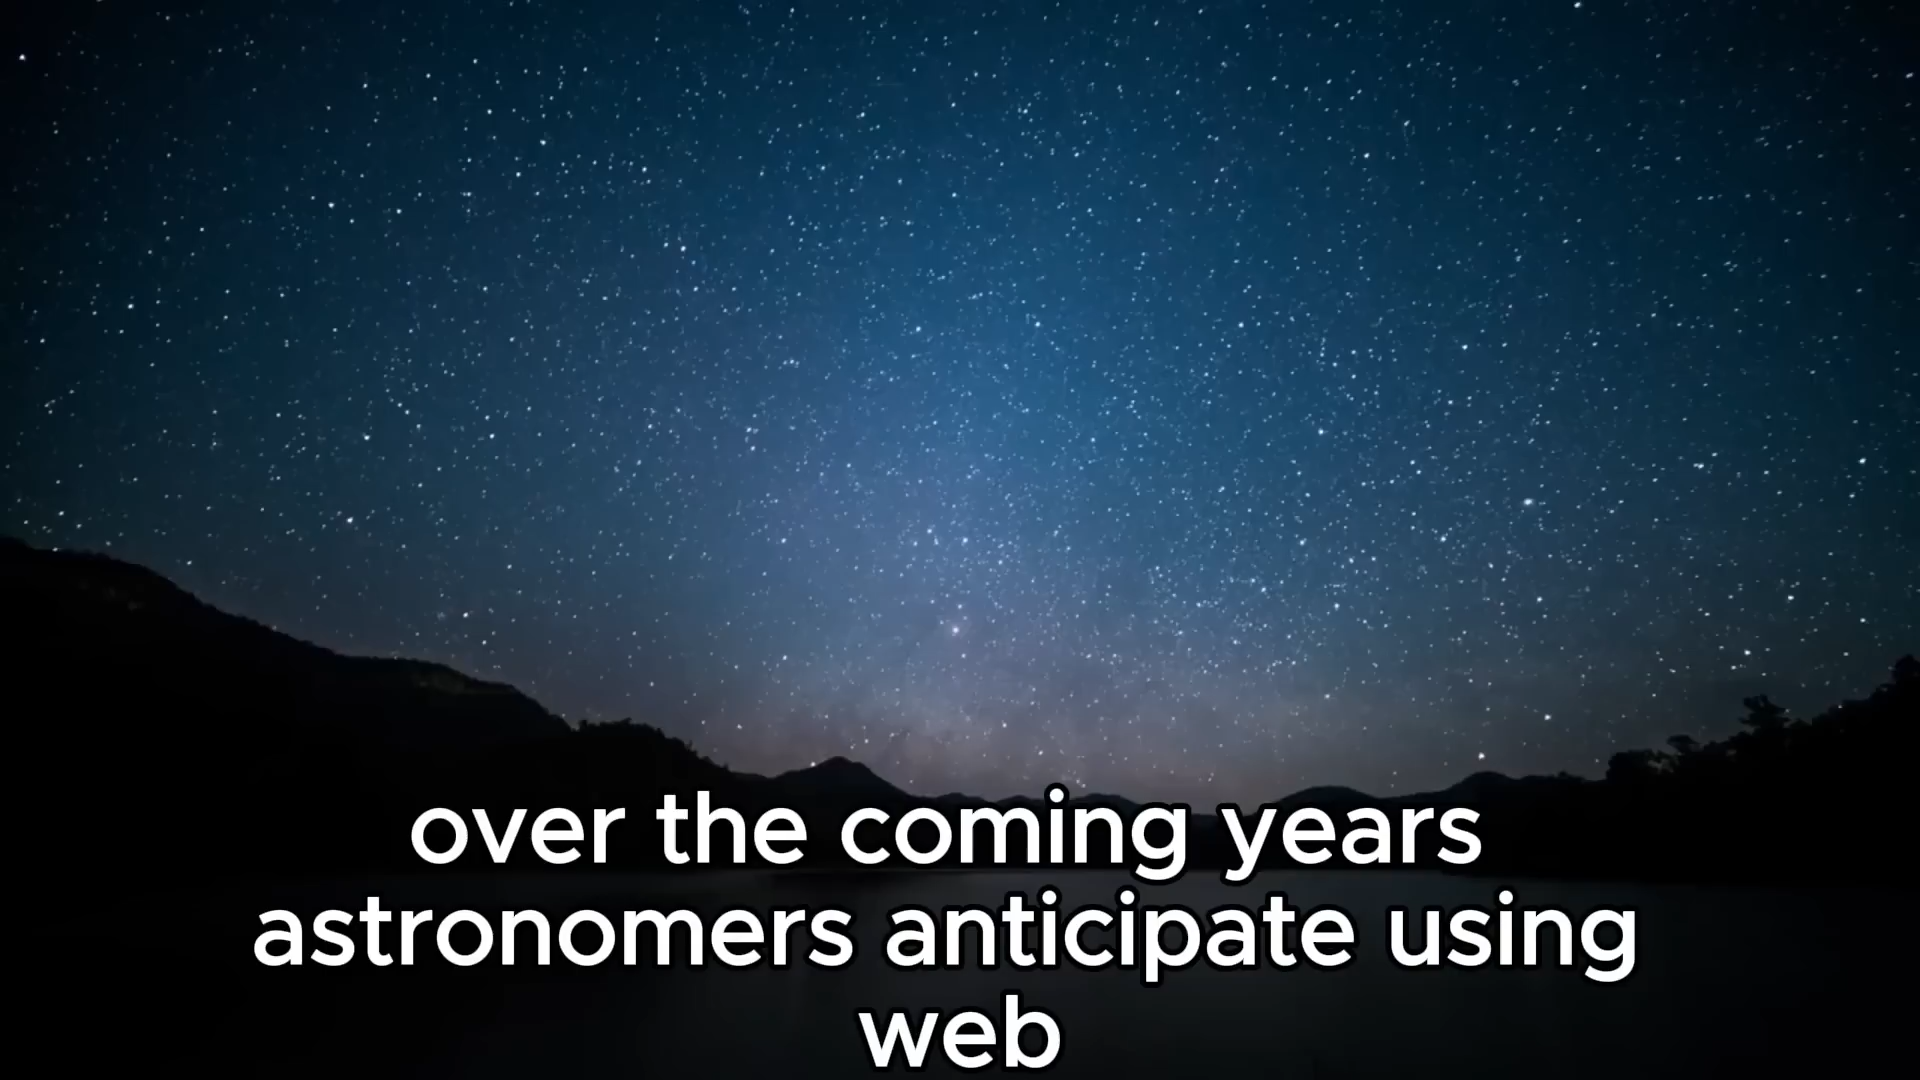 over the coming years
astronomers anticipate using
web